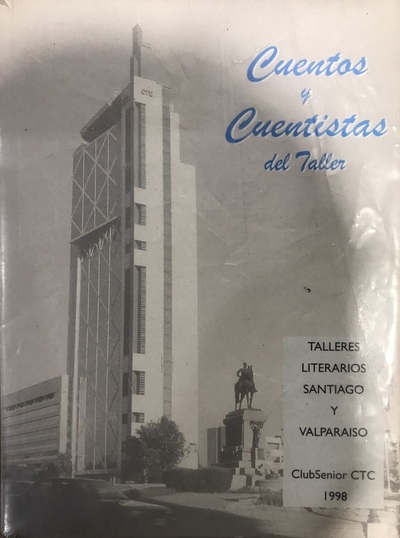 Cuentos
y
Cuentistas
del Taller
CTC
TALLERES
LITERARIOS
SANTIAGO
Y
VALPARAISO
ClubSenior CTC
1998